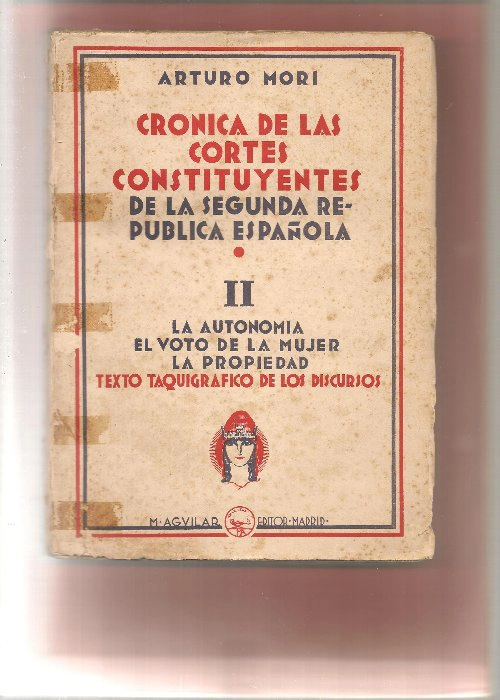 ARTURO MORI
CRONICA DE LAS
CORTES
CONSTITUYENTES
DE LA SEGUNDA RE-
PUBLICA ESPAÑOLA
II
LA AUTONOMIA
EL VOTO DE LA MUJER
LA PROPIEDAD
TEXTO TAQUIGRAFICO DE LOS DISCURSOS
M. AGVILAR EDITOR · MADRID ·